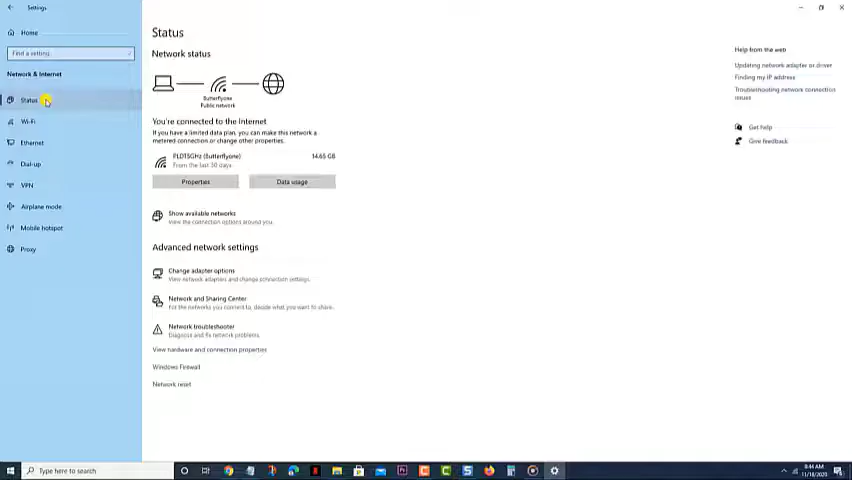 Settings
Home
Find a setting
Network & Internet
Status
Wi-Fi
Ethernet
Dial-up
VPN
Airplane mode
Mobile hotspot
Proxy
Status
Network status
Butterflyone
Public network
You're connected to the Internet
If you have a limited data plan, you can make this network a
metered connection or change other properties.
PLDT5GHz (Butterflyone)
14.65 GB
From the last 30 days
Properties
Data usage
Show available networks
View the connection options around you.
Advanced network settings
Change adapter options
View network adapters and change connection settings.
Network and Sharing Center
For the networks you connect to, decide what you want to share.
Network troubleshooter
Diagnose and fix network problems.
View hardware and connection properties
Windows Firewall
Network reset
Help from the web
Updating network adapter or driver
Finding my IP address
Troubleshooting network connection
issues
Get help
Give feedback
Type here to search
8:44 AM
11/18/2020